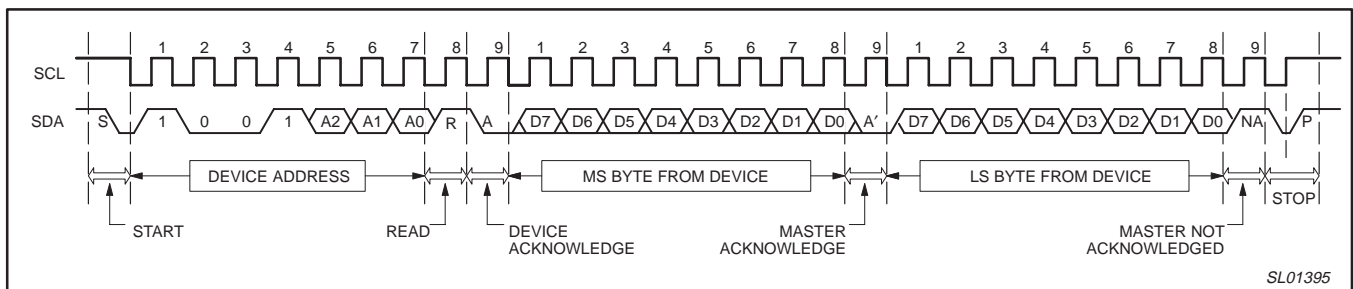 1 2 3 4 5 6 7 8 9 1 2 3 4 5 6 7 8 9 1 2 3 4 5 6 7 8 9
SCL
SDA S 1 0 0 1 A2 A1 A0 R A D7 D6 D5 D4 D3 D2 D1 D0 A′ D7 D6 D5 D4 D3 D2 D1 D0 NA P
DEVICE ADDRESS MS BYTE FROM DEVICE LS BYTE FROM DEVICE
STOP
START READ DEVICE ACKNOWLEDGE MASTER ACKNOWLEDGE MASTER NOT ACKNOWLEDGED
SL01395